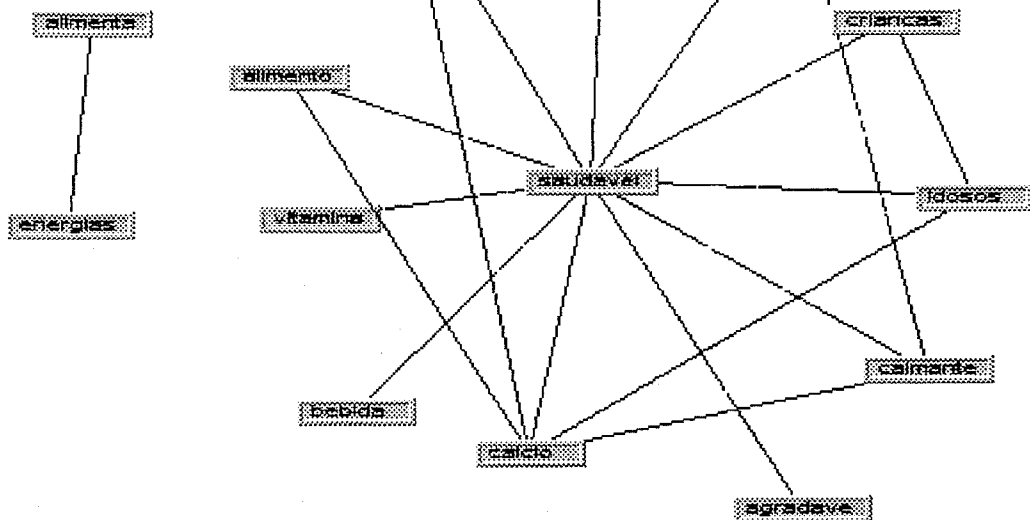 alimenta
criancas
alimento
saudavel
idosos
vitamina
energias
calmante
bebida
calcio
agradave